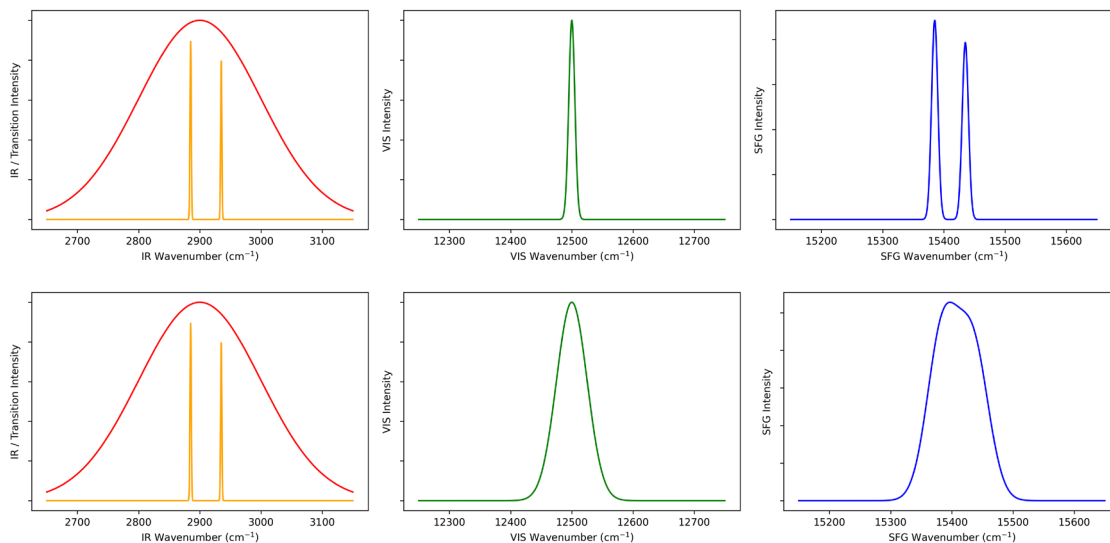 IR / Transition Intensity
2700 2800 2900 3000 3100
IR Wavenumber (cm⁻¹)
VIS Intensity
12300 12400 12500 12600 12700
VIS Wavenumber (cm⁻¹)
SFG Intensity
15200 15300 15400 15500 15600
SFG Wavenumber (cm⁻¹)
IR / Transition Intensity
2700 2800 2900 3000 3100
IR Wavenumber (cm⁻¹)
VIS Intensity
12300 12400 12500 12600 12700
VIS Wavenumber (cm⁻¹)
SFG Intensity
15200 15300 15400 15500 15600
SFG Wavenumber (cm⁻¹)